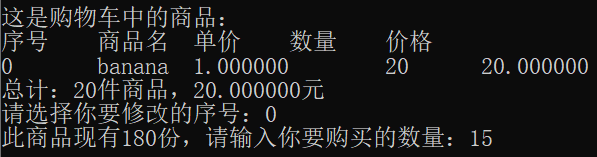 这是购物车中的商品:
序号 商品名 单价 数量 价格
0 banana 1.000000 20 20.000000
总计: 20件商品, 20.000000元
请选择你要修改的序号: 0
此商品现有180份, 请输入你要购买的数量: 15